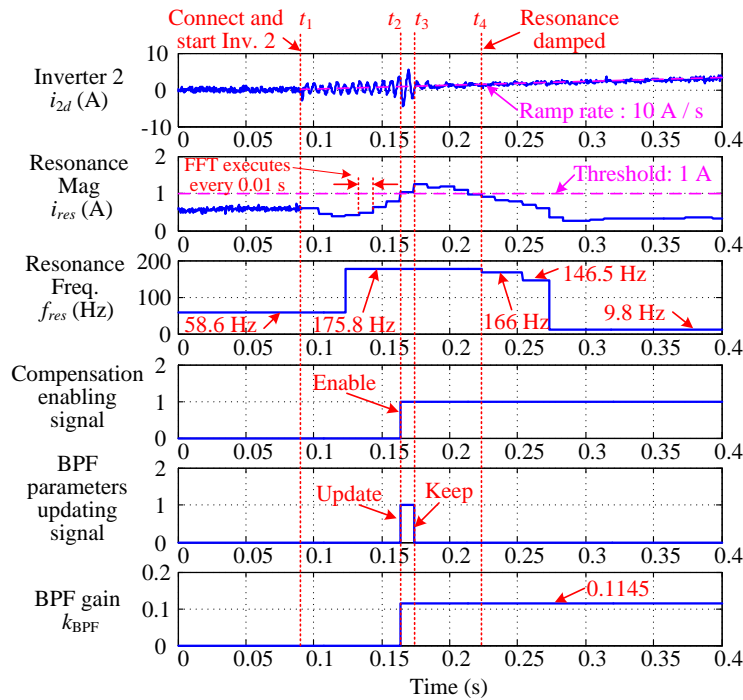 Connect and
start Inv. 2
t1
t2
t3
t4
Resonance
damped
Inverter 2
i2d (A)
10
0
-10
Ramp rate : 10 A / s
0 0.05 0.1 0.15 0.2 0.25 0.3 0.35 0.4
Resonance
Mag
ires (A)
2
1
0
FFT executes
every 0.01 s
Threshold: 1 A
0 0.05 0.1 0.15 0.2 0.25 0.3 0.35 0.4
Resonance
Freq.
fres (Hz)
200
100
0
58.6 Hz
175.8 Hz
166 Hz
146.5 Hz
9.8 Hz
0 0.05 0.1 0.15 0.2 0.25 0.3 0.35 0.4
Compensation
enabling
signal
2
1
0
Enable
0 0.05 0.1 0.15 0.2 0.25 0.3 0.35 0.4
BPF
parameters
updating
signal
2
1
0
Update
Keep
0 0.05 0.1 0.15 0.2 0.25 0.3 0.35 0.4
BPF gain
kBPF
0.2
0.1
0
0.1145
0 0.05 0.1 0.15 0.2 0.25 0.3 0.35 0.4
Time (s)